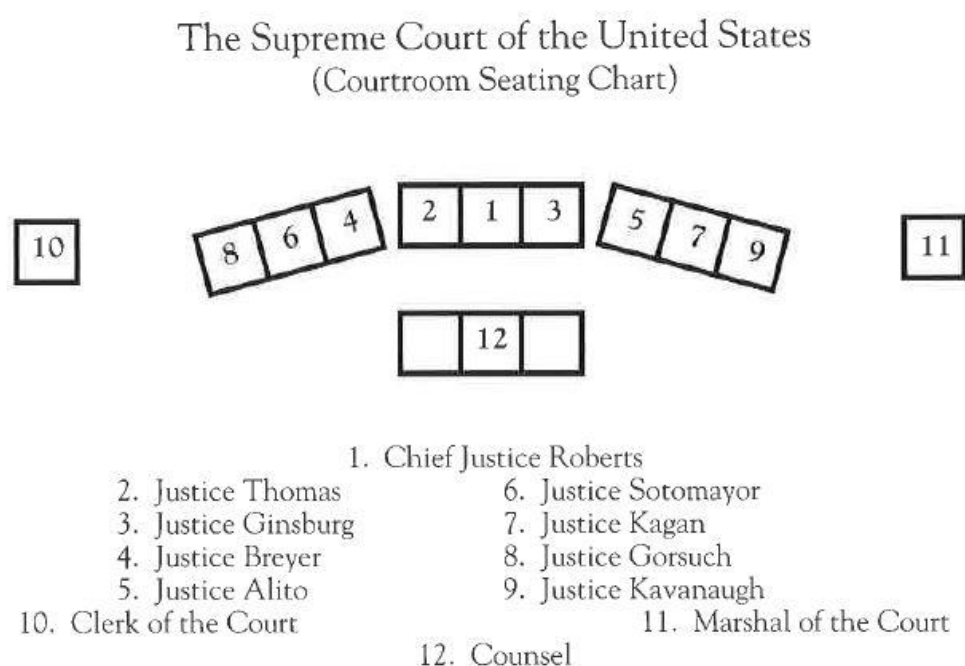 The Supreme Court of the United States
(Courtroom Seating Chart)
10 8 6 4 2 1 3 5 7 9 11
12
1. Chief Justice Roberts
2. Justice Thomas 6. Justice Sotomayor
3. Justice Ginsburg 7. Justice Kagan
4. Justice Breyer 8. Justice Gorsuch
5. Justice Alito 9. Justice Kavanaugh
10. Clerk of the Court 11. Marshal of the Court
12. Counsel